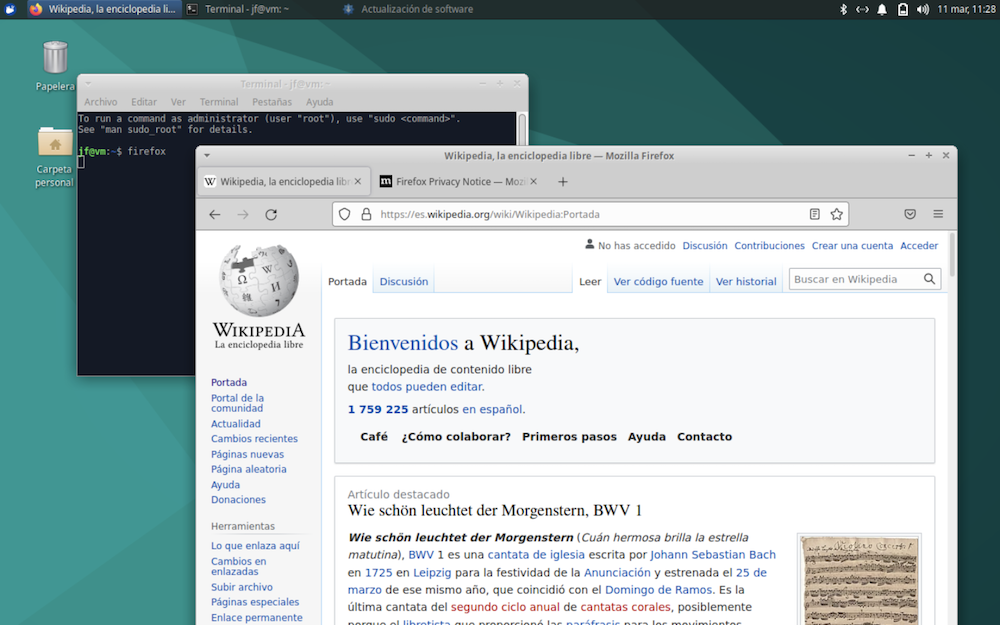 Wikipedia, la enciclopedia li...
Terminal - jf@vm: ~
Actualización de software
11 mar, 11:28
Papelera
Carpeta
personal
Terminal - jf@vm:~
Archivo Editar Ver Terminal Pestañas Ayuda
To run a command as administrator (user "root"), use "sudo <command>".
See "man sudo_root" for details.
jf@vm:~$ firefox
Wikipedia, la enciclopedia libre — Mozilla Firefox
Wikipedia, la enciclopedia libr
Firefox Privacy Notice — Mozi
https://es.wikipedia.org/wiki/Wikipedia:Portada
No has accedido Discusión Contribuciones Crear una cuenta Acceder
Portada Discusión
Leer Ver código fuente Ver historial
Buscar en Wikipedia
WIKIPEDIA
La enciclopedia libre
Portada
Portal de la
comunidad
Actualidad
Cambios recientes
Páginas nuevas
Página aleatoria
Ayuda
Donaciones
Herramientas
Lo que enlaza aquí
Cambios en
enlazadas
Subir archivo
Páginas especiales
Enlace permanente
Bienvenidos a Wikipedia,
la enciclopedia de contenido libre
que todos pueden editar.
1 759 225 artículos en español.
Café ¿Cómo colaborar? Primeros pasos Ayuda Contacto
Artículo destacado
Wie schön leuchtet der Morgenstern, BWV 1
Wie schön leuchtet der Morgenstern (Cuán hermosa brilla la estrella
matutina), BWV 1 es una cantata de iglesia escrita por Johann Sebastian Bach
en 1725 en Leipzig para la festividad de la Anunciación y estrenada el 25 de
marzo de ese mismo año, que coincidió con el Domingo de Ramos. Es la
última cantata del segundo ciclo anual de cantatas corales, posiblemente
porque el libretista que proporcionó las paráfrasis para los movimientos